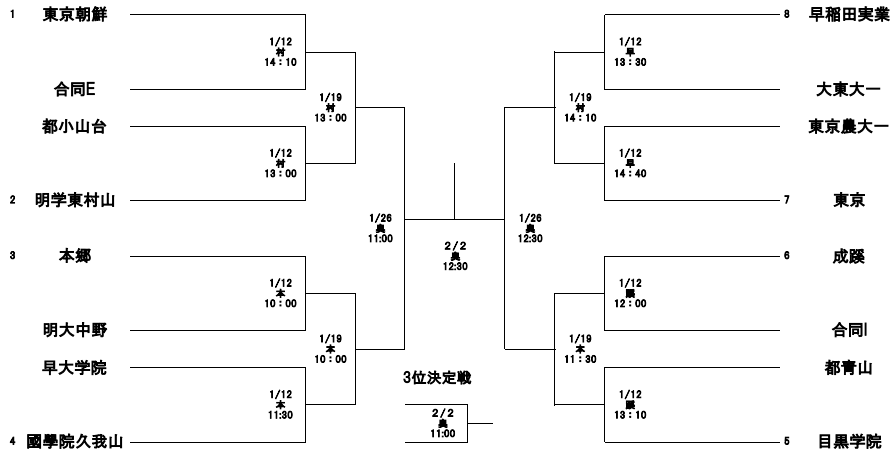 1 東京朝鮮
1/12
村
14：10
合同E
都小山台
1/12
村
13：00
2 明学東村山
1/19
村
13：00
3 本郷
1/12
本
10：00
明大中野
早大学院
1/12
本
11:30
4 國學院久我山
1/19
本
10：00
1/26
奥
11:00
2/2
奥
12:30
3位決定戦
2/2
奥
11:00
1/26
奥
12:30
8 早稲田実業
1/12
早
13：30
大東大一
東京農大一
1/12
早
14：40
7 東京
1/19
村
14：10
6 成蹊
1/12
蹊
12：00
合同I
都青山
1/12
蹊
13：10
5 目黒学院
1/19
本
11：30